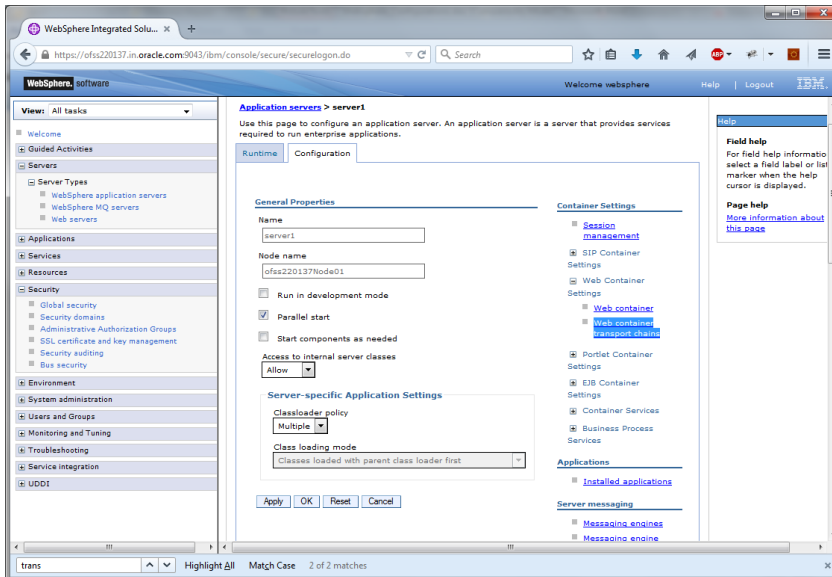 WebSphere Integrated Solu...
https://ofss220137.in.oracle.com:9043/ibm/console/secure/securelogon.do
Search
ABP
WebSphere. software
Welcome websphere
Help | Logout
IBM.
View: All tasks
Welcome
Guided Activities
Servers
Server Types
WebSphere application servers
WebSphere MQ servers
Web servers
Applications
Services
Resources
Security
Global security
Security domains
Administrative Authorization Groups
SSL certificate and key management
Security auditing
Bus security
Environment
System administration
Users and Groups
Monitoring and Tuning
Troubleshooting
Service integration
UDDI
Application servers > server1
Use this page to configure an application server. An application server is a server that provides services
required to run enterprise applications.
Runtime
Configuration
General Properties
Name
server1
Node name
ofss220137Node01
Run in development mode
Parallel start
Start components as needed
Access to internal server classes
Allow
Server-specific Application Settings
Classloader policy
Multiple
Class loading mode
Classes loaded with parent class loader first
Apply
OK
Reset
Cancel
Container Settings
Session
management
SIP Container
Settings
Web Container
Settings
Web container
Web container
transport chains
Portlet Container
Settings
EJB Container
Settings
Container Services
Business Process
Services
Applications
Installed applications
Server messaging
Messaging engines
Messaging engine
Help
Field help
For field help informatio
select a field label or list
marker when the help
cursor is displayed.
Page help
More information about
this page
trans
Highlight All
Match Case
2 of 2 matches